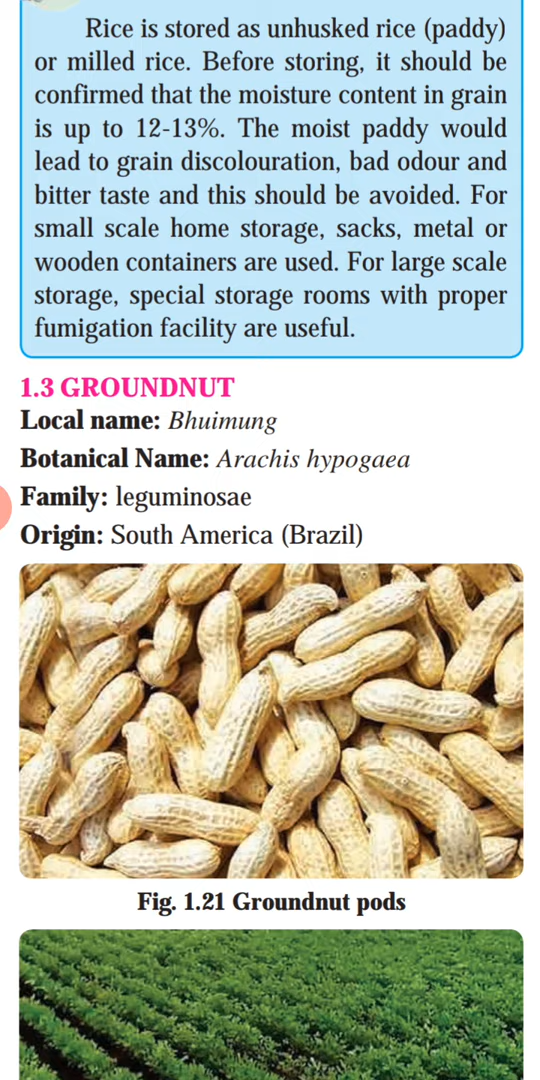 Rice is stored as unhusked rice (paddy)
or milled rice. Before storing, it should be
confirmed that the moisture content in grain
is up to 12-13%. The moist paddy would
lead to grain discolouration, bad odour and
bitter taste and this should be avoided. For
small scale home storage, sacks, metal or
wooden containers are used. For large scale
storage, special storage rooms with proper
fumigation facility are useful.
1.3 GROUNDNUT
Local name: Bhuimung
Botanical Name: Arachis hypogaea
Family: leguminosae
Origin: South America (Brazil)
Fig. 1.21 Groundnut pods